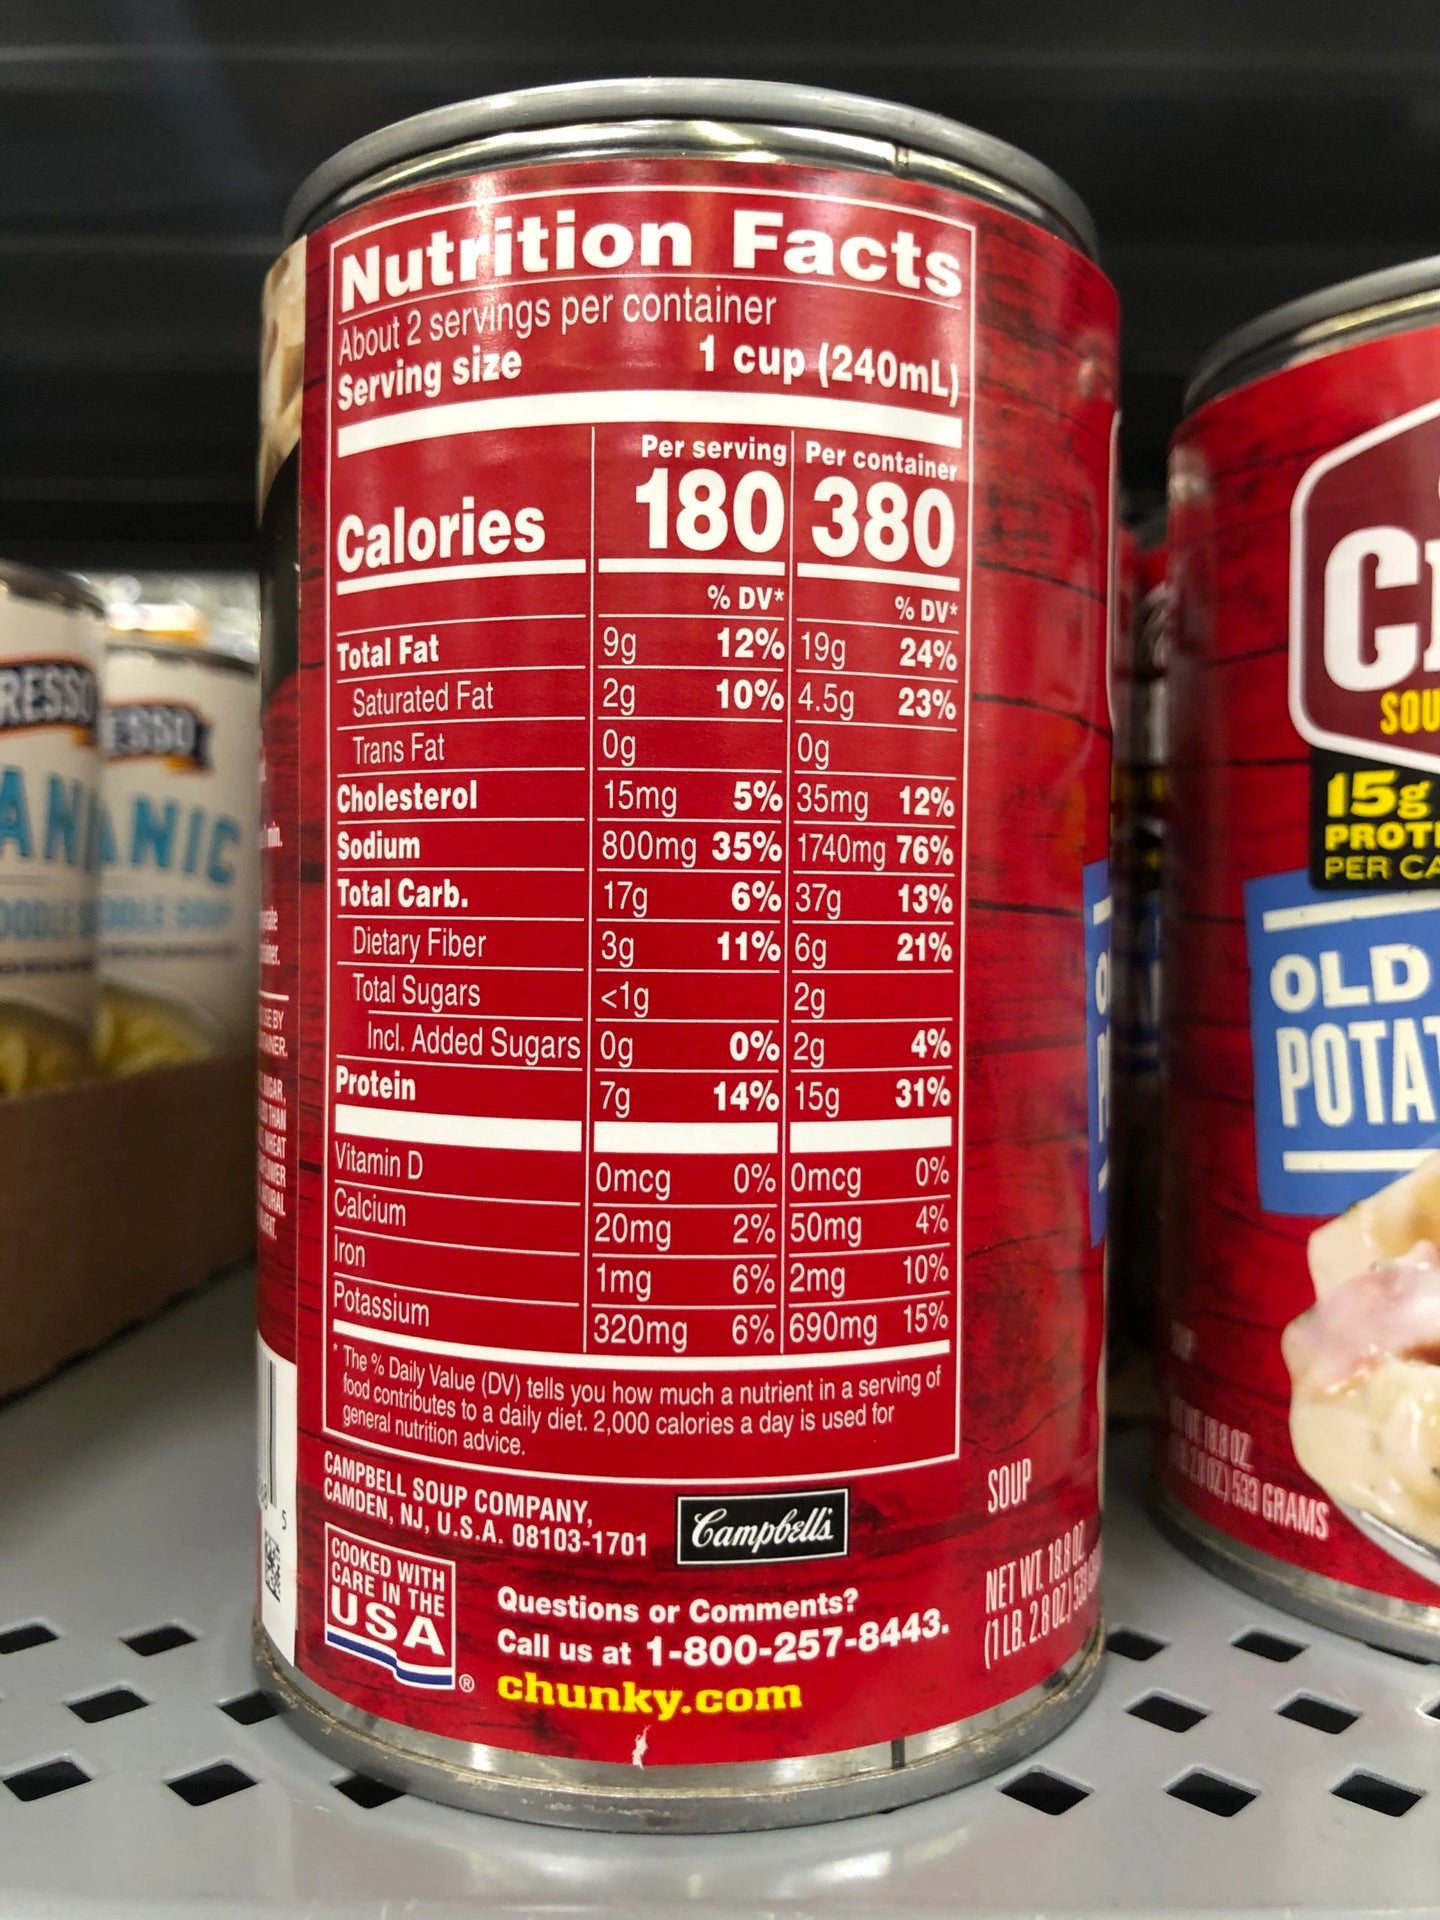 Nutrition Facts
About 2 servings per container
Serving size 1 cup (240mL)
Per serving Per container
Calories 180 380
% DV* % DV*
Total Fat 9g 12% 19g 24%
Saturated Fat 2g 10% 4.5g 23%
Trans Fat 0g 0g
Cholesterol 15mg 5% 35mg 12%
Sodium 800mg 35% 1740mg 76%
Total Carb. 17g 6% 37g 13%
Dietary Fiber 3g 11% 6g 21%
Total Sugars <1g 2g
Incl. Added Sugars 0g 0% 2g 4%
Protein 7g 14% 15g 31%
Vitamin D 0mcg 0% 0mcg 0%
Calcium 20mg 2% 50mg 4%
Iron 1mg 6% 2mg 10%
Potassium 320mg 6% 690mg 15%
* The % Daily Value (DV) tells you how much a nutrient in a serving of
food contributes to a daily diet. 2,000 calories a day is used for
general nutrition advice.
CAMPBELL SOUP COMPANY,
CAMDEN, NJ, U.S.A. 08103-1701
Campbell's
COOKED WITH
CARE IN THE
USA
®
Questions or Comments?
Call us at 1-800-257-8443.
chunky.com
SOUP
NET WT. 18.8 OZ
(1 LB. 2.8 OZ)
15g
PER
OLD
533 GRAMS